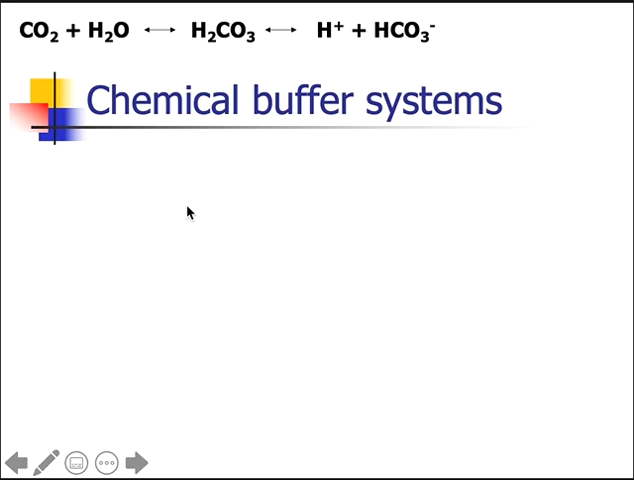 CO₂ + H₂O ⟷ H₂CO₃ ⟷ H⁺ + HCO₃⁻
Chemical buffer systems